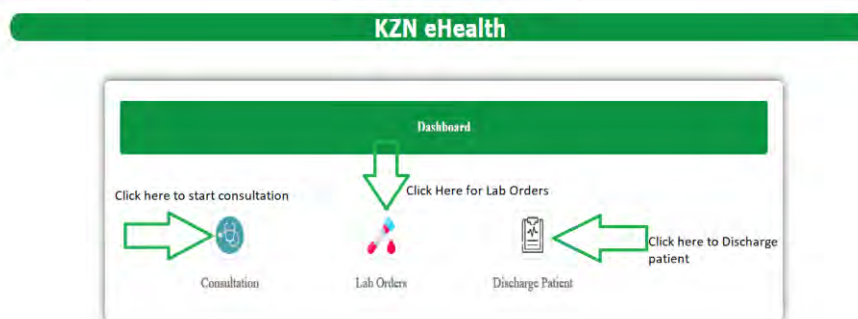 KZN eHealth
Dashboard
Click here to start consultation
Click Here for Lab Orders
Click here to Discharge
patient
Consultation
Lab Orders
Discharge Patient